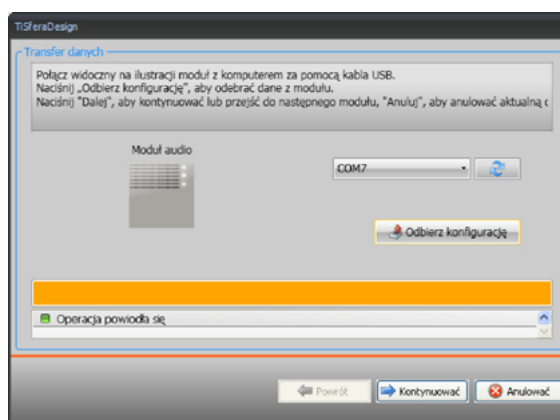 TiSferaDesign
Transfer danych
Połącz widoczny na ilustracji moduł z komputerem za pomocą kabla USB.
Naciśnij „Odbierz konfigurację”, aby odebrać dane z modułu.
Naciśnij "Dalej", aby kontynuować lub przejść do następnego modułu, "Anuluj", aby anulować aktualną
Moduł audio
COM7
Odbierz konfigurację
Operacja powiodła się
Powrót
Kontynuować
Anulować